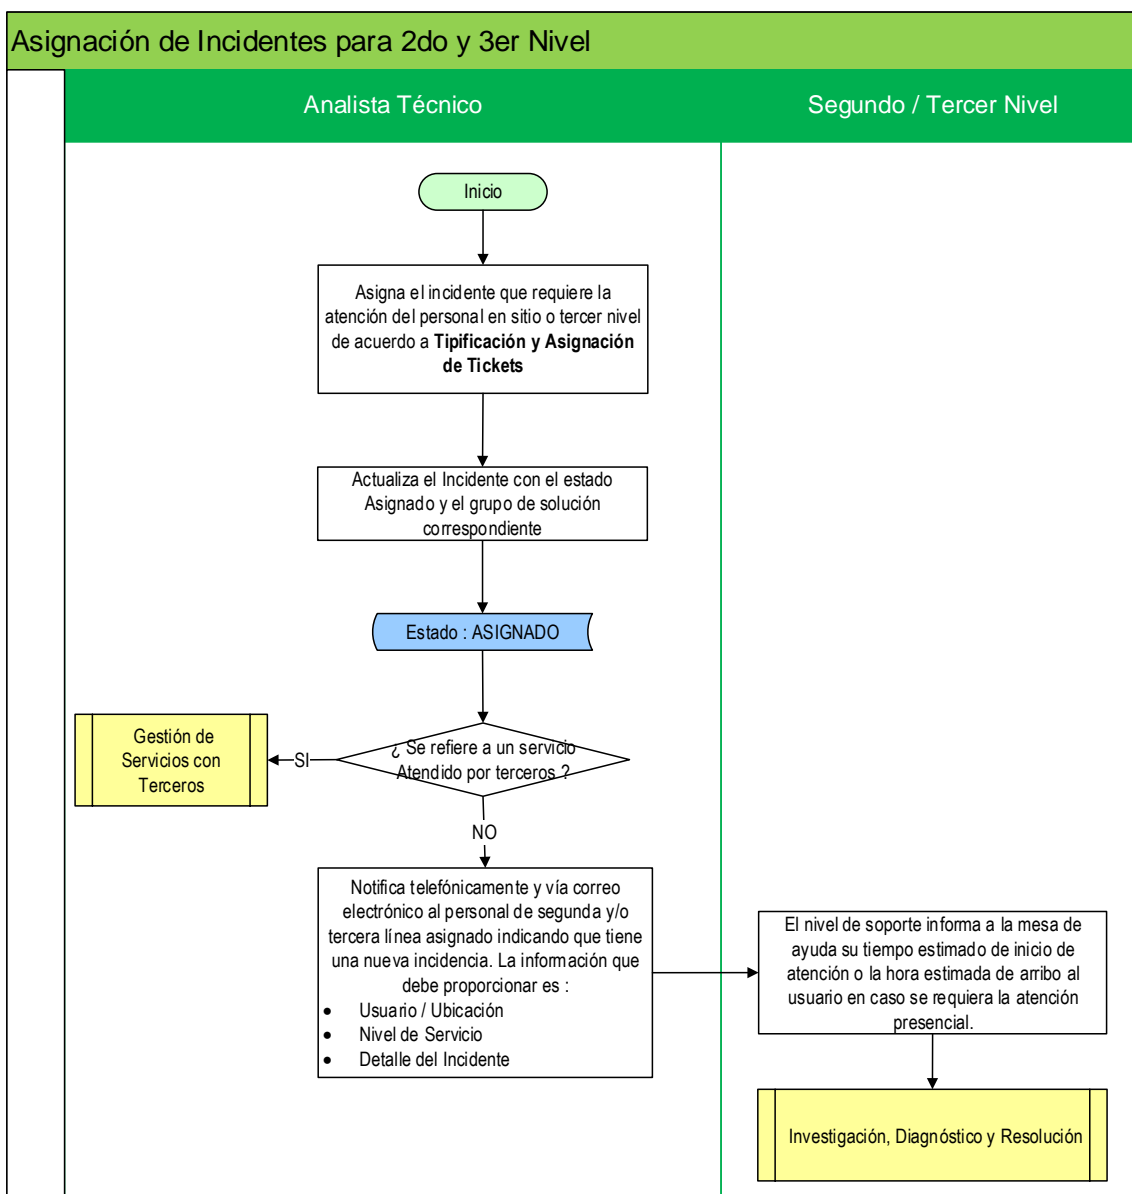 Asignación de Incidentes para 2do y 3er Nivel
Analista Técnico
Segundo / Tercer Nivel
Inicio
Asigna el incidente que requiere la
atención del personal en sitio o tercer nivel
de acuerdo a Tipificación y Asignación
de Tickets
Actualiza el Incidente con el estado
Asignado y el grupo de solución
correspondiente
Estado : ASIGNADO
¿ Se refiere a un servicio
Atendido por terceros ?
SI
Gestión de
Servicios con
Terceros
NO
Notifica telefónicamente y vía correo
electrónico al personal de segunda y/o
tercera línea asignado indicando que tiene
una nueva incidencia. La información que
debe proporcionar es :
• Usuario / Ubicación
• Nivel de Servicio
• Detalle del Incidente
El nivel de soporte informa a la mesa de
ayuda su tiempo estimado de inicio de
atención o la hora estimada de arribo al
usuario en caso se requiera la atención
presencial.
Investigación, Diagnóstico y Resolución